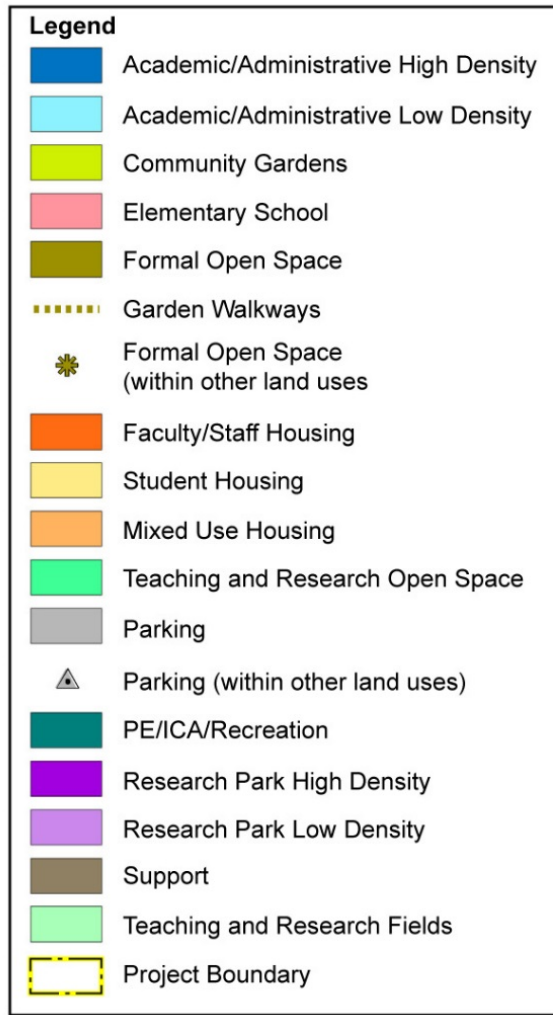 Legend
Academic/Administrative High Density
Academic/Administrative Low Density
Community Gardens
Elementary School
Formal Open Space
Garden Walkways
Formal Open Space
(within other land uses
Faculty/Staff Housing
Student Housing
Mixed Use Housing
Teaching and Research Open Space
Parking
Parking (within other land uses)
PE/ICA/Recreation
Research Park High Density
Research Park Low Density
Support
Teaching and Research Fields
Project Boundary